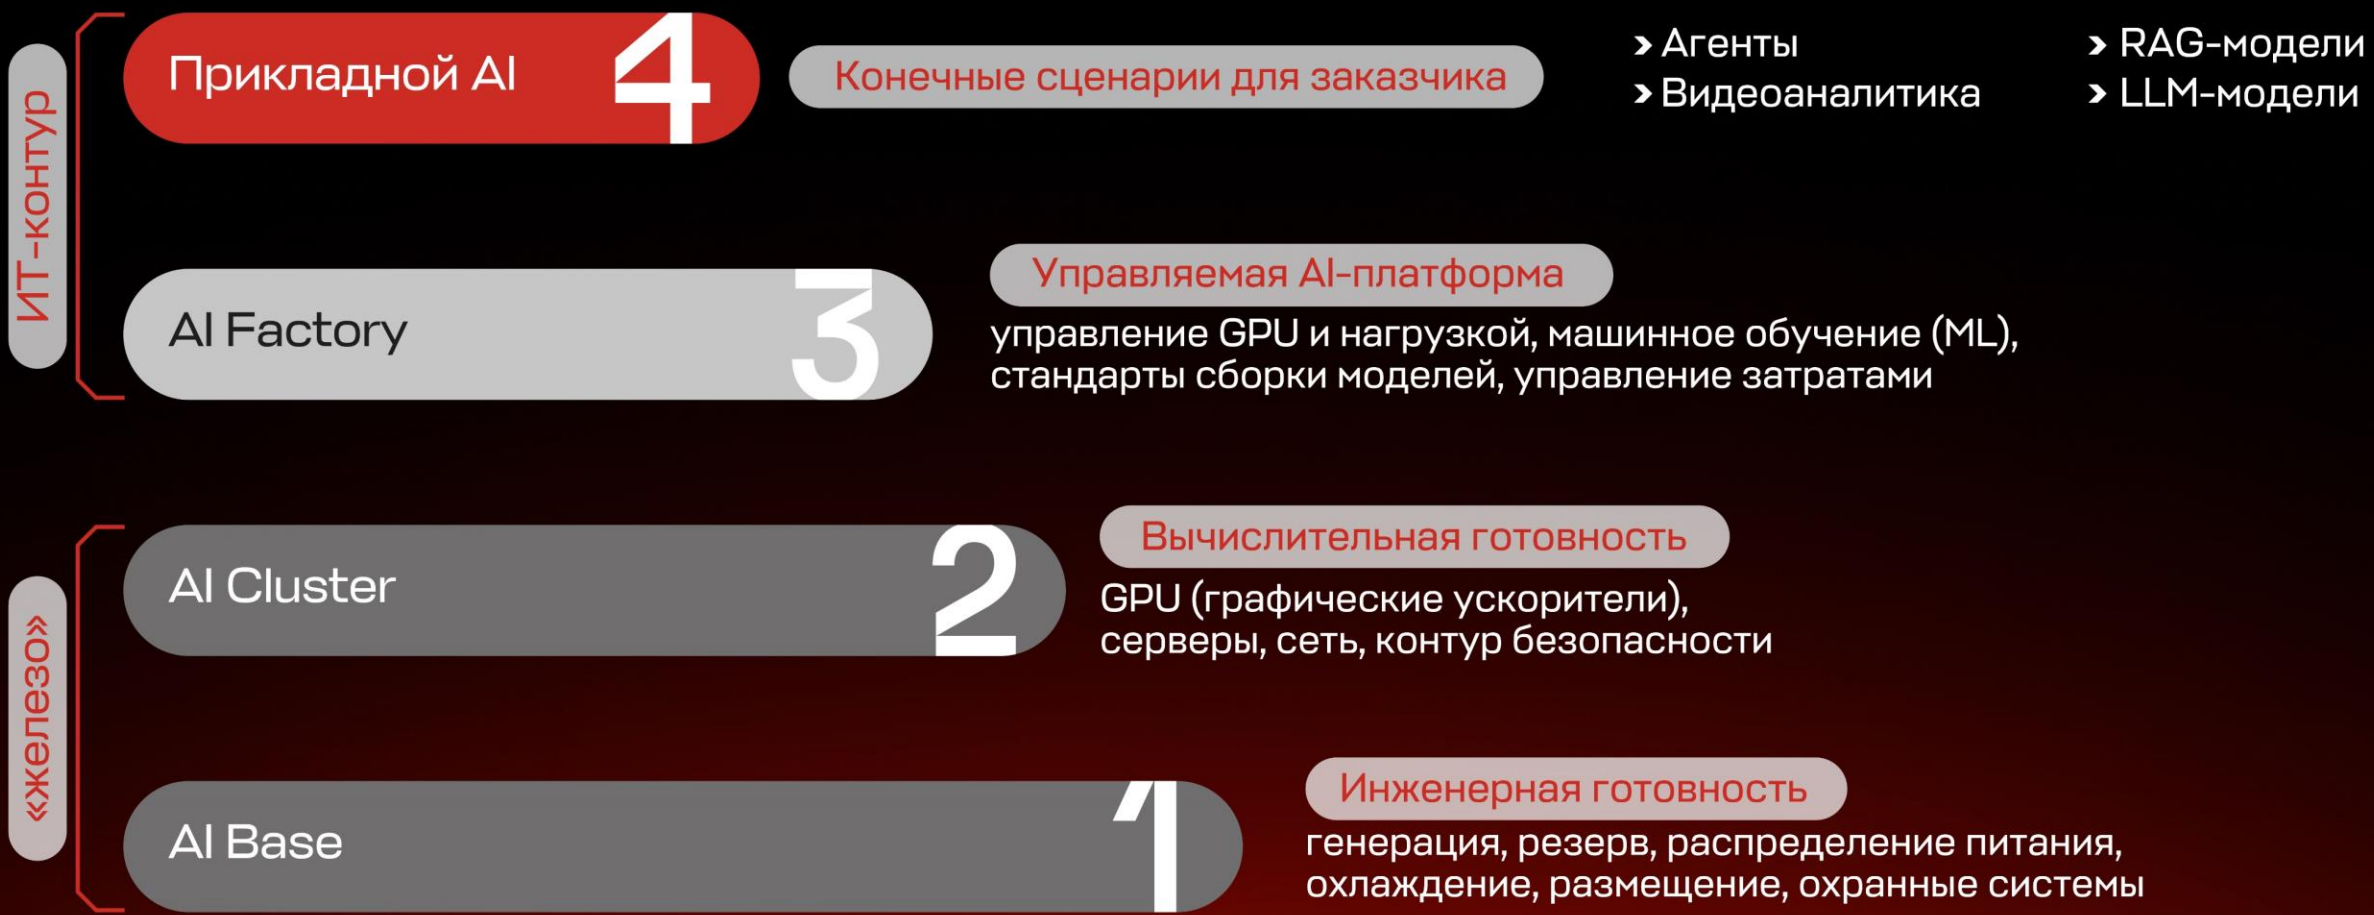 ИТ-контур
Прикладной AI
4
Конечные сценарии для заказчика
› Агенты
› Видеоаналитика
› RAG-модели
› LLM-модели
AI Factory
3
Управляемая AI-платформа
управление GPU и нагрузкой, машинное обучение (ML),
стандарты сборки моделей, управление затратами
«железо»
AI Cluster
2
Вычислительная готовность
GPU (графические ускорители),
серверы, сеть, контур безопасности
AI Base
1
Инженерная готовность
генерация, резерв, распределение питания,
охлаждение, размещение, охранные системы